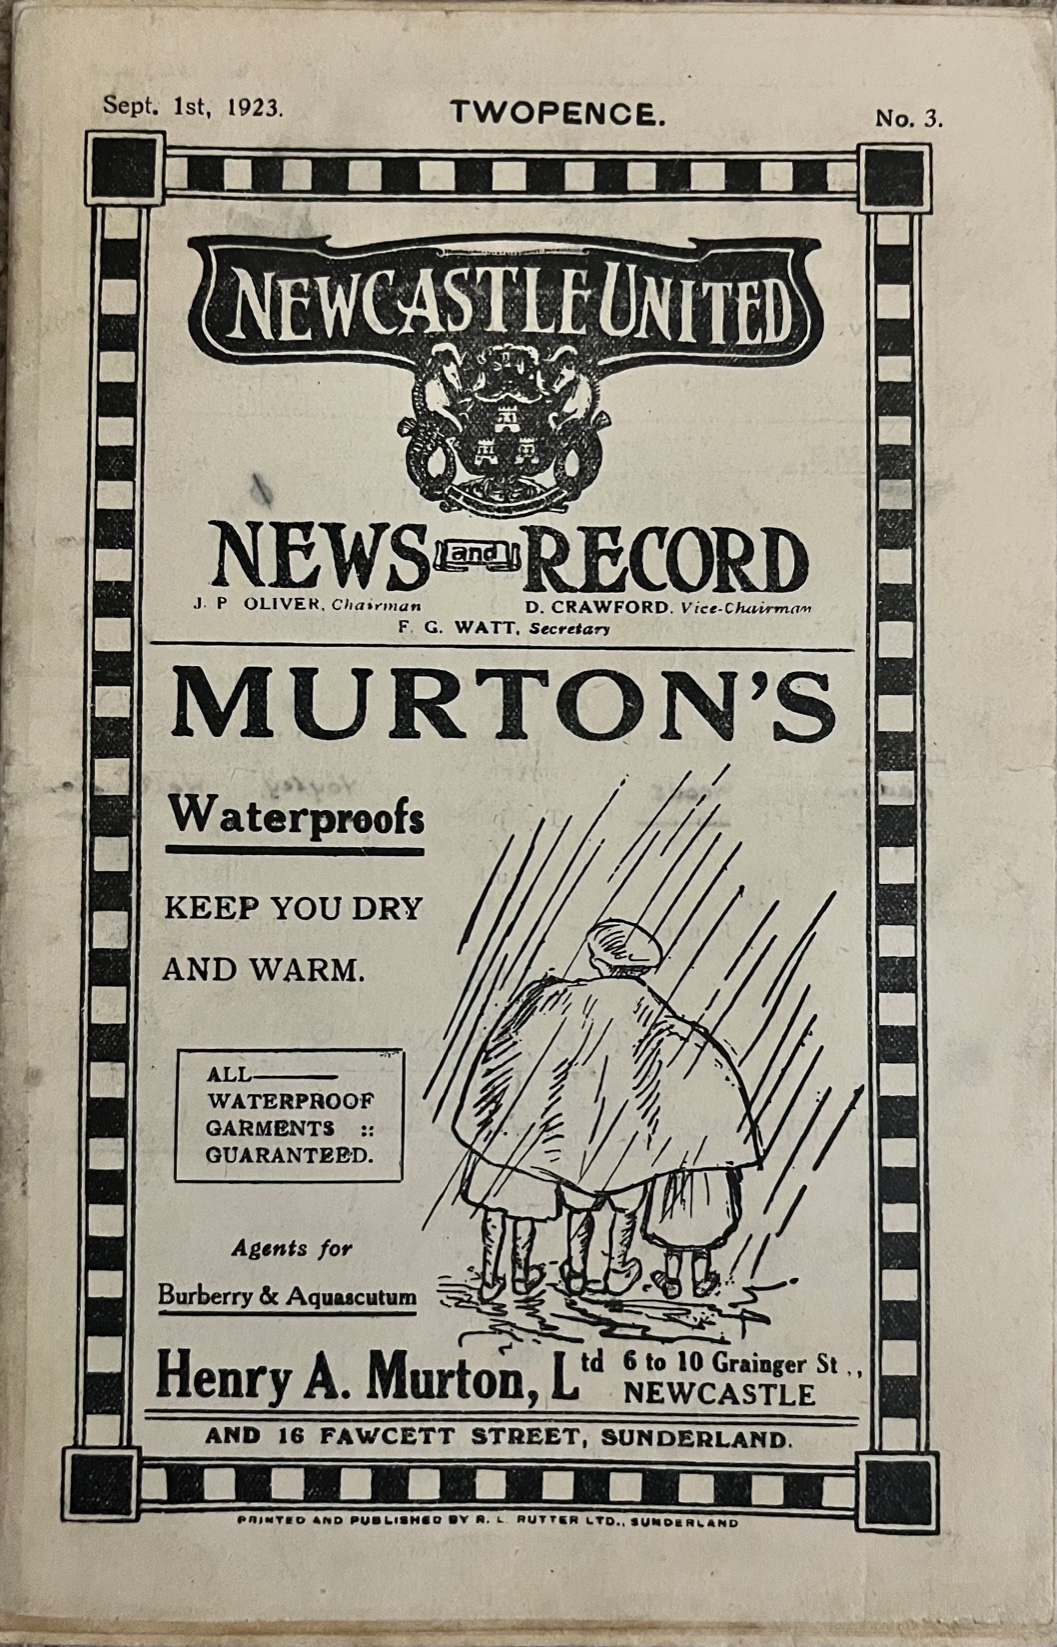 Sept. 1st, 1923. TWOPENCE. No. 3.
NEWCASTLE UNITED
NEWS and RECORD
J. P OLIVER, Chairman D. CRAWFORD, Vice-Chairman
F. G. WATT, Secretary
MURTON'S
Waterproofs
KEEP YOU DRY
AND WARM.
ALL
WATERPROOF
GARMENTS ::
GUARANTEED.
Agents for
Burberry & Aquascutum
Henry A. Murton, Ltd 6 to 10 Grainger St.,
NEWCASTLE
AND 16 FAWCETT STREET, SUNDERLAND.
PRINTED AND PUBLISHED BY R. L. RUTTER LTD., SUNDERLAND